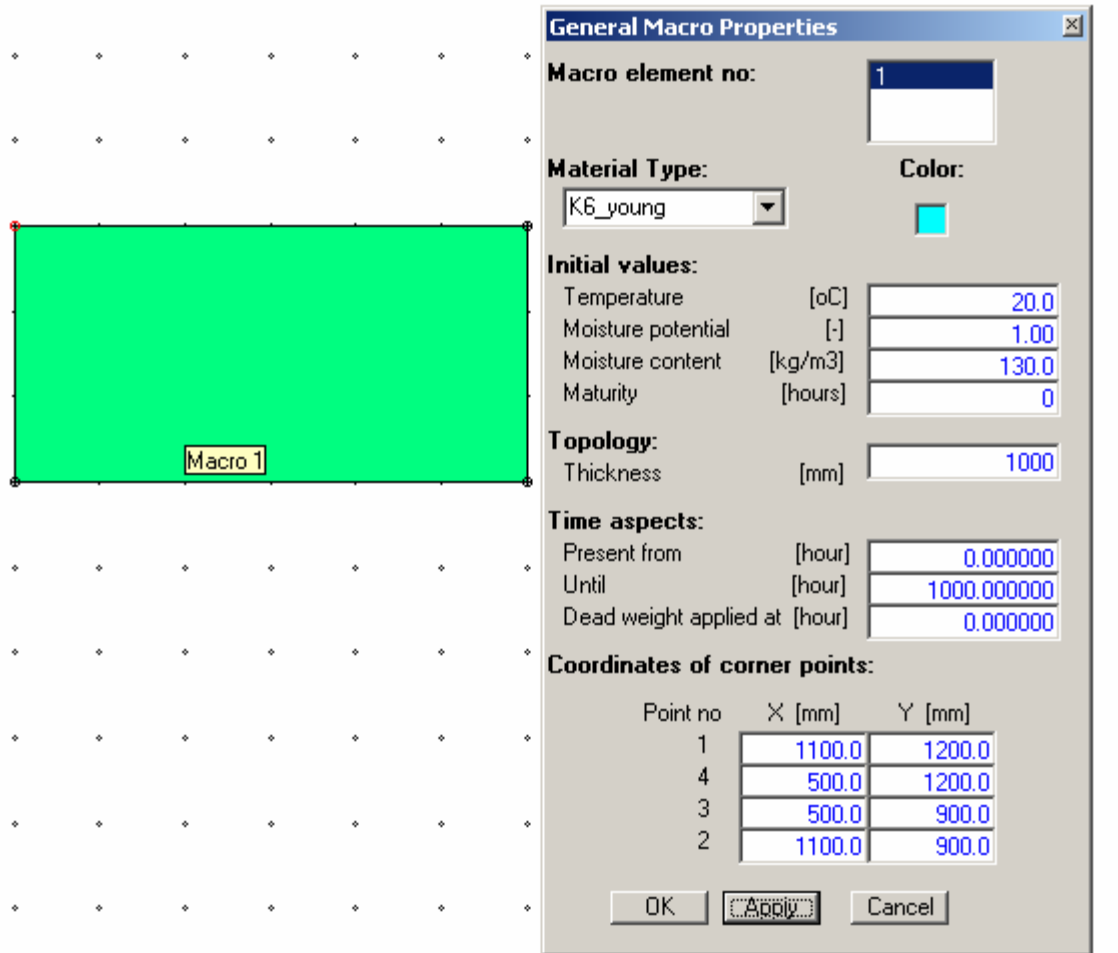 General Macro Properties
Macro element no:
1
Material Type:
Color:
K6_young
Initial values:
Temperature [oC] 20.0
Moisture potential [-] 1.00
Moisture content [kg/m3] 130.0
Maturity [hours] 0
Topology:
Thickness [mm] 1000
Time aspects:
Present from [hour] 0.000000
Until [hour] 1000.000000
Dead weight applied at [hour] 0.000000
Coordinates of corner points:
Point no X [mm] Y [mm]
1 1100.0 1200.0
4 500.0 1200.0
3 500.0 900.0
2 1100.0 900.0
OK Apply Cancel
Macro 1